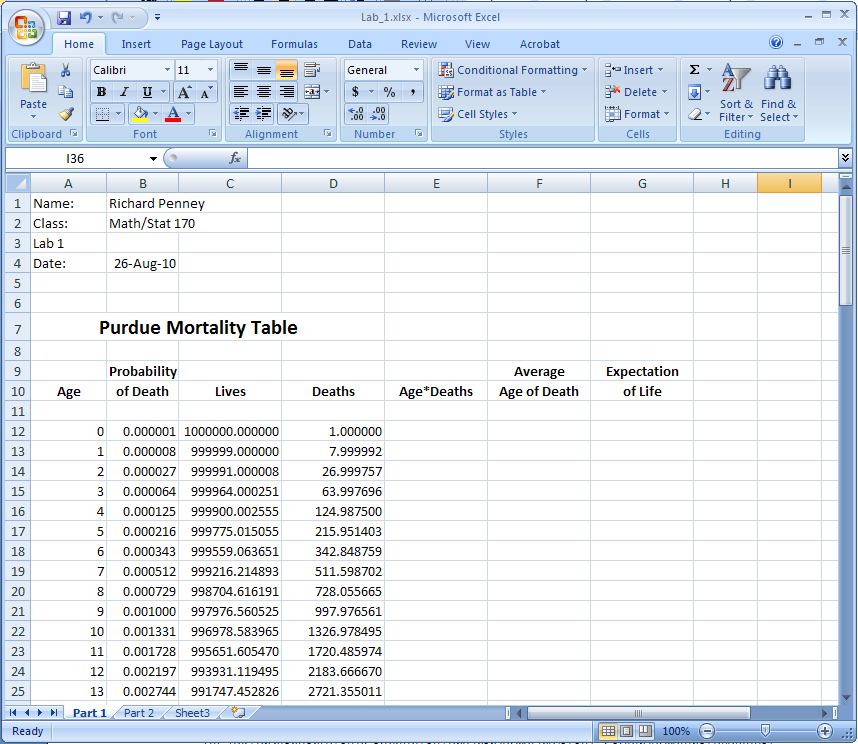 Lab_1.xlsx - Microsoft Excel
Home Insert Page Layout Formulas Data Review View Acrobat
Calibri 11 General Conditional Formatting Insert Σ
B I U A A $ % , Format as Table Delete
Paste A .00 .0 Cell Styles Format Sort & Filter Find & Select
Clipboard Font Alignment Number Styles Cells Editing
I36 fx
A B C D E F G H I
1 Name: Richard Penney
2 Class: Math/Stat 170
3 Lab 1
4 Date: 26-Aug-10
5
6
7 Purdue Mortality Table
8
9 Probability Average Expectation
10 Age of Death Lives Deaths Age*Deaths Age of Death of Life
11
12 0 0.000001 1000000.000000 1.000000
13 1 0.000008 999999.000000 7.999992
14 2 0.000027 999991.000008 26.999757
15 3 0.000064 999964.000251 63.997696
16 4 0.000125 999900.002555 124.987500
17 5 0.000216 999775.015055 215.951403
18 6 0.000343 999559.063651 342.848759
19 7 0.000512 999216.214893 511.598702
20 8 0.000729 998704.616191 728.055665
21 9 0.001000 997976.560525 997.976561
22 10 0.001331 996978.583965 1326.978495
23 11 0.001728 995651.605470 1720.485974
24 12 0.002197 993931.119495 2183.666670
25 13 0.002744 991747.452826 2721.355011
Part 1 Part 2 Sheet3
Ready 100%